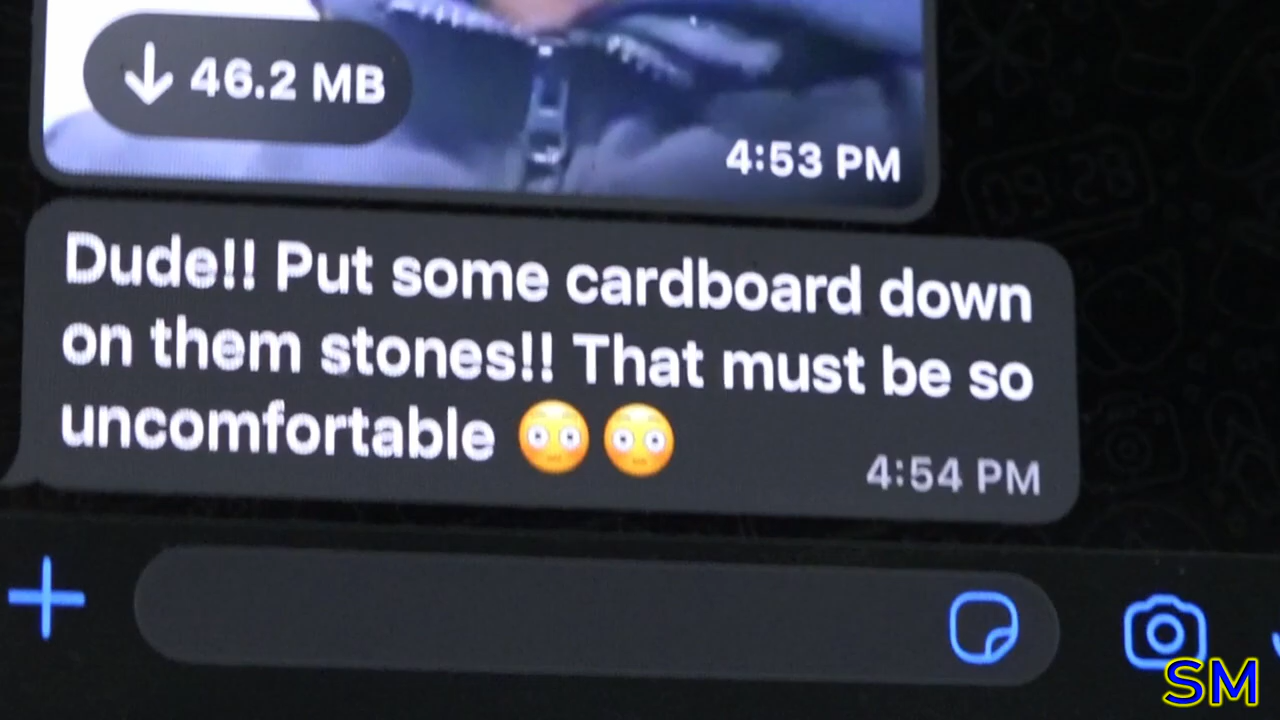 46.2 MB
4:53 PM
Dude!! Put some cardboard down
on them stones!! That must be so
uncomfortable 😳😳
4:54 PM
SM